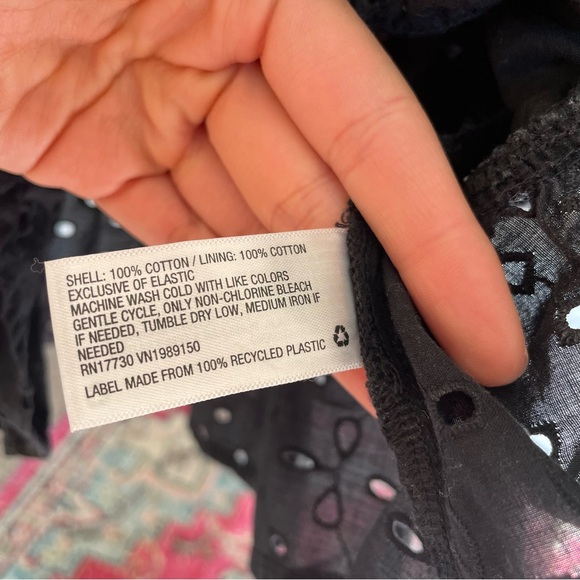 SHELL: 100% COTTON / LINING: 100% COTTON
EXCLUSIVE OF ELASTIC
MACHINE WASH COLD WITH LIKE COLORS
GENTLE CYCLE, ONLY NON-CHLORINE BLEACH
IF NEEDED, TUMBLE DRY LOW, MEDIUM IRON IF
NEEDED
RN17730 VN1989150
LABEL MADE FROM 100% RECYCLED PLASTIC